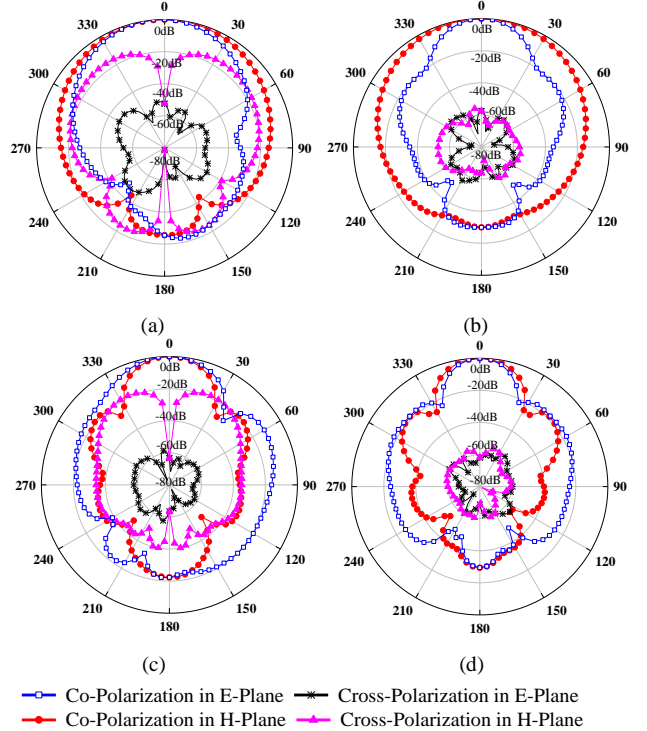 0
330
30
0dB
-20dB
300
60
-40dB
-60dB
270
90
-80dB
240
120
210
150
180
(a)
0
330
30
0dB
-20dB
300
60
-40dB
-60dB
270
90
-80dB
240
120
210
150
180
(b)
0
330
30
0dB
-20dB
300
60
-40dB
-60dB
270
90
-80dB
240
120
210
150
180
(c)
0
330
30
0dB
-20dB
300
60
-40dB
-60dB
270
90
-80dB
240
120
210
150
180
(d)
Co-Polarization in E-Plane
Cross-Polarization in E-Plane
Co-Polarization in H-Plane
Cross-Polarization in H-Plane